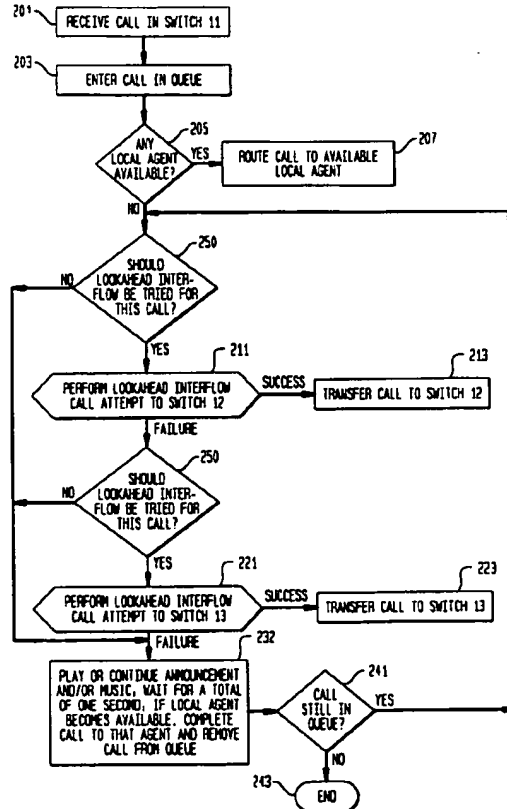 201
RECEIVE CALL IN SWITCH 11
203
ENTER CALL IN QUEUE
205
ANY
LOCAL AGENT
AVAILABLE?
YES
207
ROUTE CALL TO AVAILABLE
LOCAL AGENT
NO
250
NO
SHOULD
LOOKAHEAD INTER-
FLOW BE TRIED FOR
THIS CALL?
YES
211
PERFORM LOOKAHEAD INTERFLOW
CALL ATTEMPT TO SWITCH 12
SUCCESS
213
TRANSFER CALL TO SWITCH 12
FAILURE
250
NO
SHOULD
LOOKAHEAD INTER-
FLOW BE TRIED FOR
THIS CALL?
YES
221
PERFORM LOOKAHEAD INTERFLOW
CALL ATTEMPT TO SWITCH 13
SUCCESS
223
TRANSFER CALL TO SWITCH 13
FAILURE
232
PLAY OR CONTINUE ANNOUNCEMENT
AND/OR MUSIC, WAIT FOR A TOTAL
OF ONE SECOND; IF LOCAL AGENT
BECOMES AVAILABLE, COMPLETE
CALL TO THAT AGENT AND REMOVE
CALL FROM QUEUE
241
CALL
STILL IN
QUEUE?
YES
NO
243
END